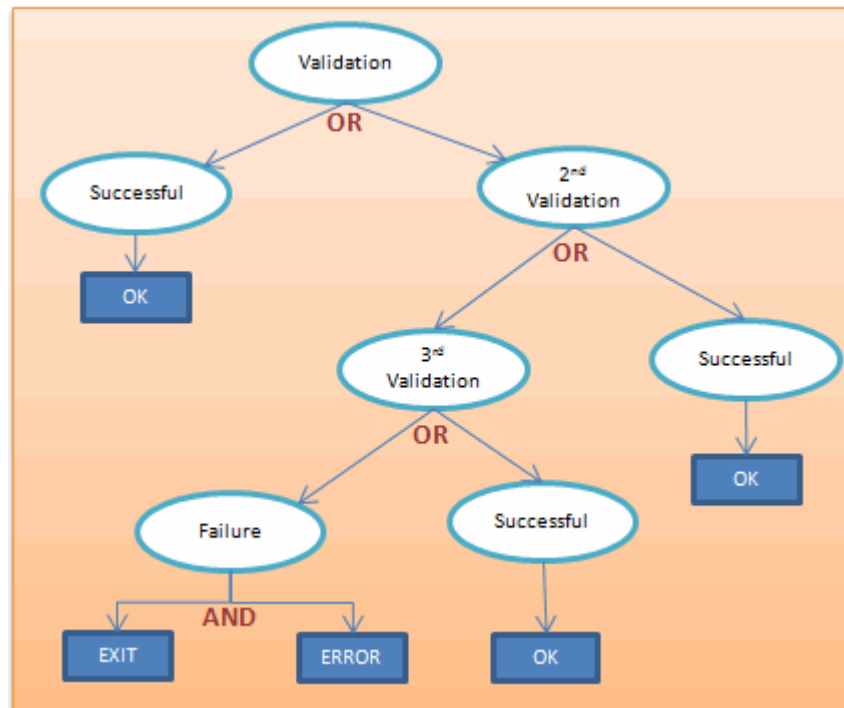 Validation
OR
Successful
2nd
Validation
OK
OR
3rd
Validation
Successful
OR
OK
Failure
Successful
AND
EXIT
ERROR
OK